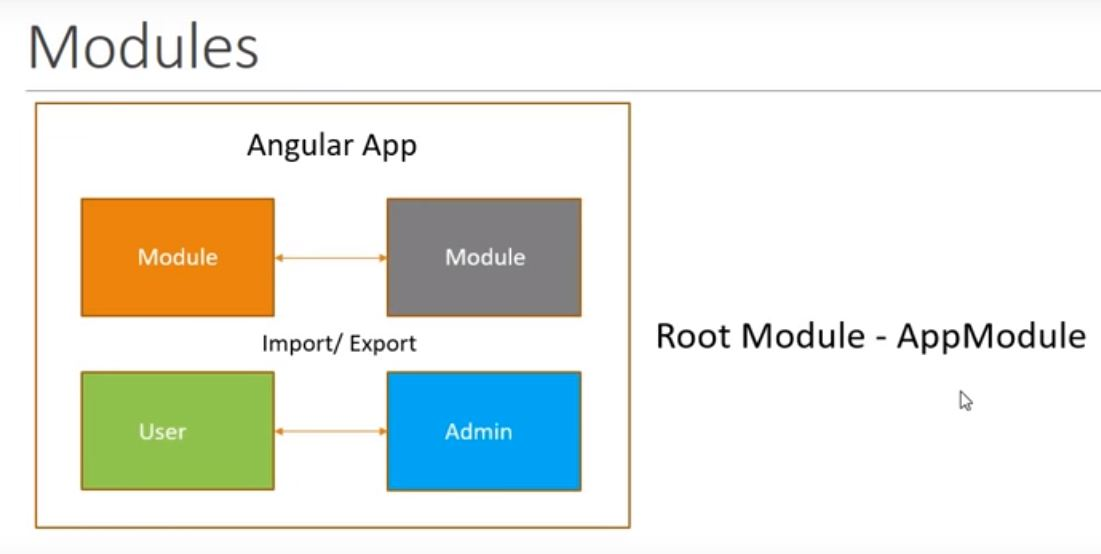 Modules
Angular App
Module
Module
Import/ Export
User
Admin
Root Module - AppModule